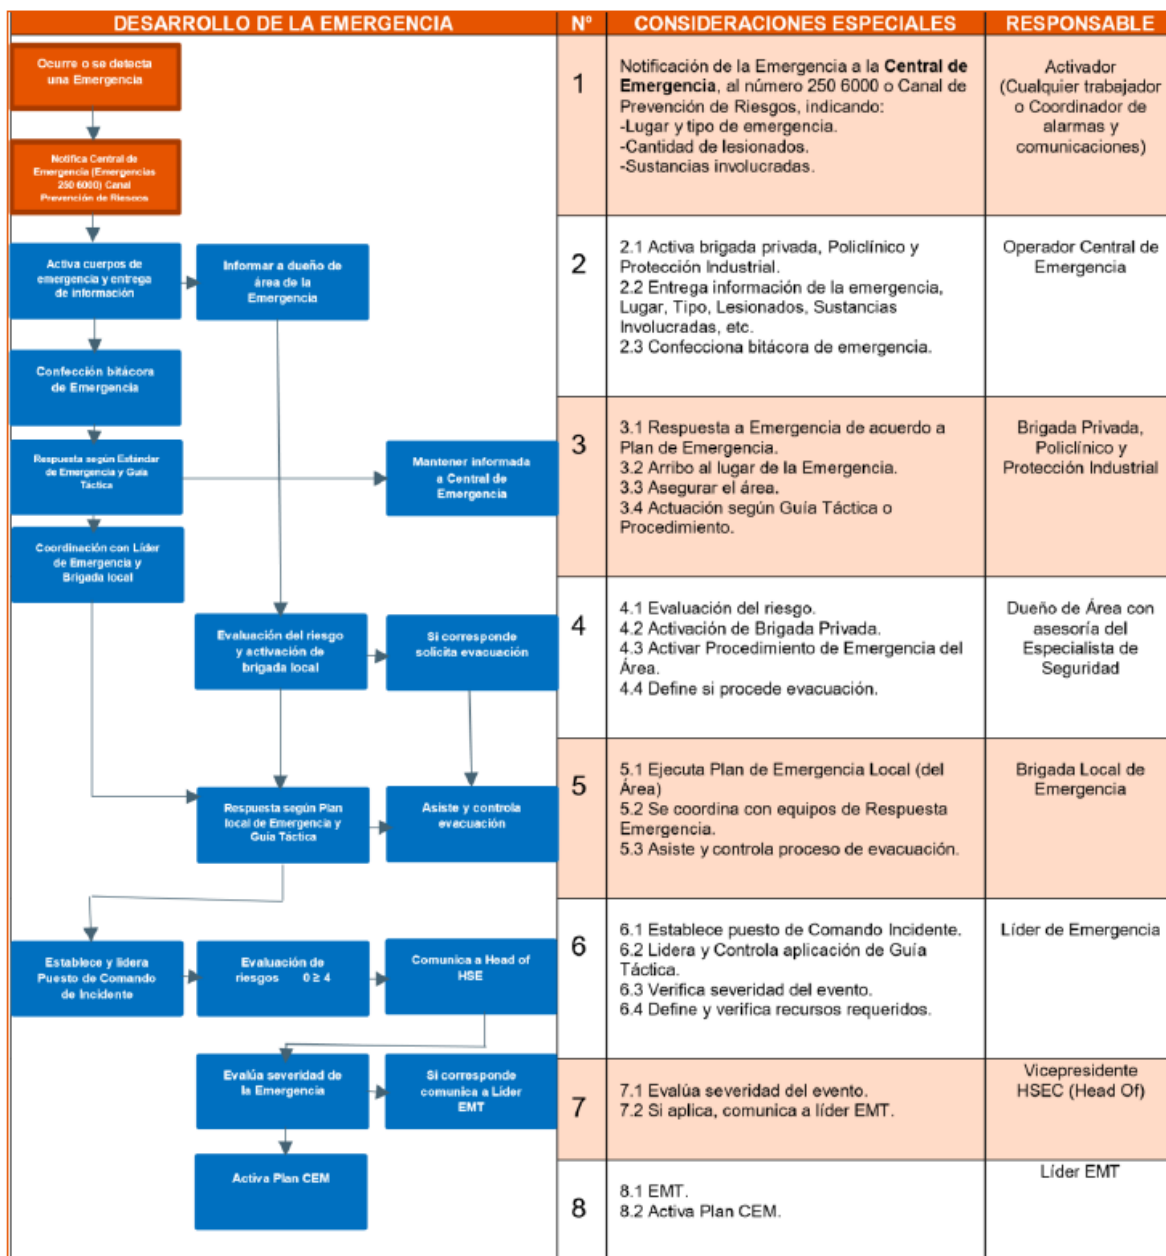 DESARROLLO DE LA EMERGENCIA
Nº
CONSIDERACIONES ESPECIALES
RESPONSABLE
Ocurre o se detecta
una Emergencia
Notifica Central de
Emergencia (Emergencias
250 6000) Canal
Prevención de Riesgos
1
Notificación de la Emergencia a la Central de
Emergencia, al número 250 6000 o Canal de
Prevención de Riesgos, indicando:
-Lugar y tipo de emergencia.
-Cantidad de lesionados.
-Sustancias involucradas.
Activador
(Cualquier trabajador
o Coordinador de
alarmas y
comunicaciones)
Activa cuerpos de
emergencia y entrega
de información
Informar a dueño de
área de la
Emergencia
Confección bitácora
de Emergencia
2
2.1 Activa brigada privada, Policlínico y
Protección Industrial.
2.2 Entrega información de la emergencia,
Lugar, Tipo, Lesionados, Sustancias
Involucradas, etc.
2.3 Confecciona bitácora de emergencia.
Operador Central de
Emergencia
Respuesta según Estándar
de Emergencia y Guía
Táctica
Mantener informada
a Central de
Emergencia
Coordinación con Líder
de Emergencia y
Brigada local
3
3.1 Respuesta a Emergencia de acuerdo a
Plan de Emergencia.
3.2 Arribo al lugar de la Emergencia.
3.3 Asegurar el área.
3.4 Actuación según Guía Táctica o
Procedimiento.
Brigada Privada,
Policlínico y
Protección Industrial
Evaluación del riesgo
y activación de
brigada local
Si corresponde
solicita evacuación
4
4.1 Evaluación del riesgo.
4.2 Activación de Brigada Privada.
4.3 Activar Procedimiento de Emergencia del
Área.
4.4 Define si procede evacuación.
Dueño de Área con
asesoría del
Especialista de
Seguridad
Respuesta según Plan
local de Emergencia y
Guía Táctica
Asiste y controla
evacuación
5
5.1 Ejecuta Plan de Emergencia Local (del
Área)
5.2 Se coordina con equipos de Respuesta
Emergencia.
5.3 Asiste y controla proceso de evacuación.
Brigada Local de
Emergencia
Establece y lidera
Puesto de Comando
de Incidente
Evaluación de
riesgos 0 ≥ 4
Comunica a Head of
HSE
6
6.1 Establece puesto de Comando Incidente.
6.2 Lidera y Controla aplicación de Guía
Táctica.
6.3 Verifica severidad del evento.
6.4 Define y verifica recursos requeridos.
Líder de Emergencia
Evalúa severidad de
la Emergencia
Si corresponde
comunica a Líder
EMT
7
7.1 Evalúa severidad del evento.
7.2 Si aplica, comunica a líder EMT.
Vicepresidente
HSEC (Head Of)
Activa Plan CEM
8
8.1 EMT.
8.2 Activa Plan CEM.
Líder EMT